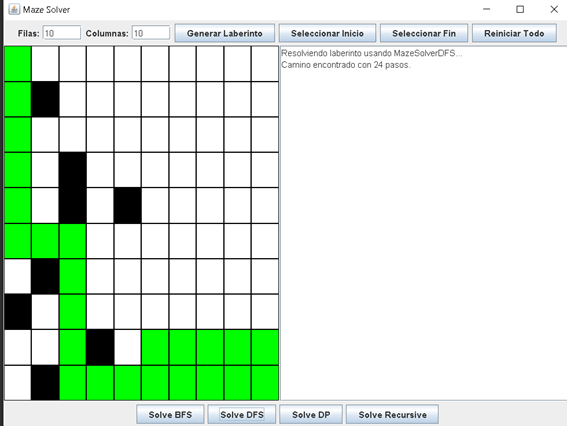 Maze Solver
Filas: 10 Columnas: 10 Generar Laberinto Seleccionar Inicio Seleccionar Fin Reiniciar Todo
Resolviendo laberinto usando MazeSolverDFS...
Camino encontrado con 24 pasos.
Solve BFS Solve DFS Solve DP Solve Recursive